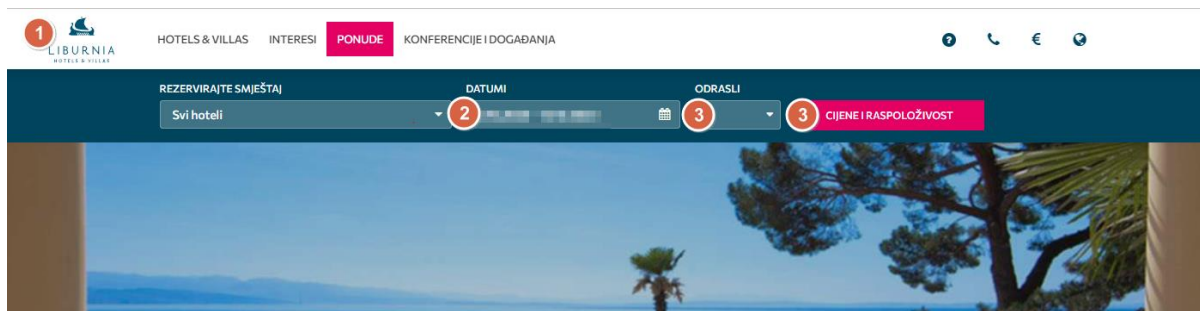 1
LIBURNIA
HOTELS & VILLAS
HOTELS & VILLAS INTERESI PONUDE KONFERENCIJE I DOGAĐANJA
? €
REZERVIRAJTE SMJEŠTAJ DATUMI ODRASLI
Svi hoteli 2 3 3 CIJENE I RASPOLOŽIVOST